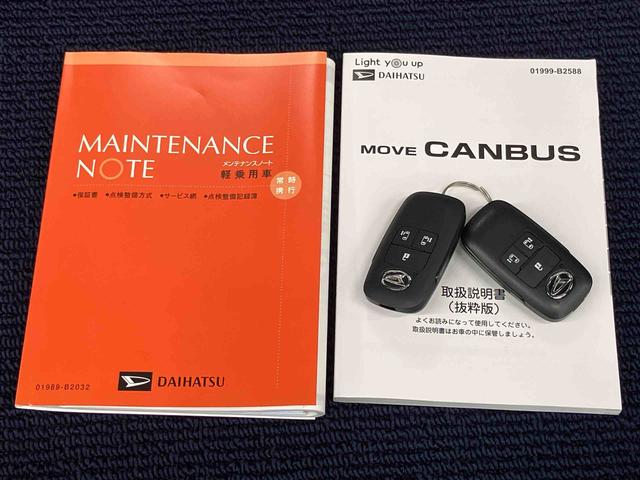 MAINTENANCE
NOTE
メンテナンスノート
軽乗用車
常時
携行
•保証書 •点検整備方式 •サービス網 •点検整備記録簿
01989-B2032
DAIHATSU
Light you up
DAIHATSU
01999-B2588
MOVE CANBUS
取扱説明書
(抜粋版)
よくお読みになって使用してください。
取扱説明書はお車の中に保管しましょう。